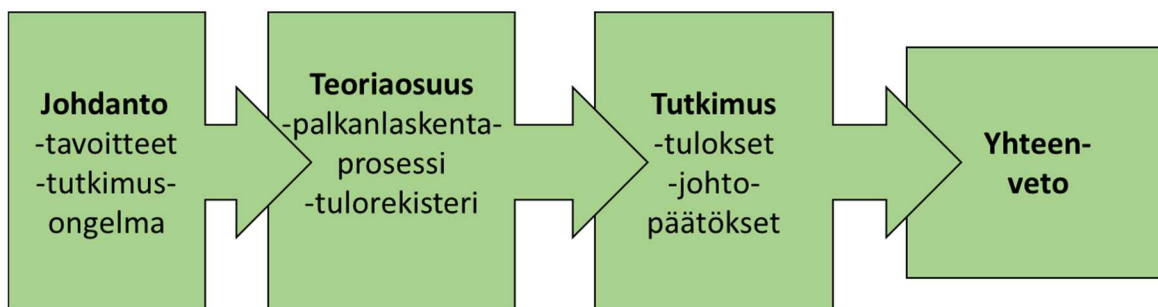 Johdanto
-tavoitteet
-tutkimus-
ongelma
Teoriaosuus
-palkanlaskenta-
prosessi
-tulorekisteri
Tutkimus
-tulokset
-johto-
päätökset
Yhteen-
veto